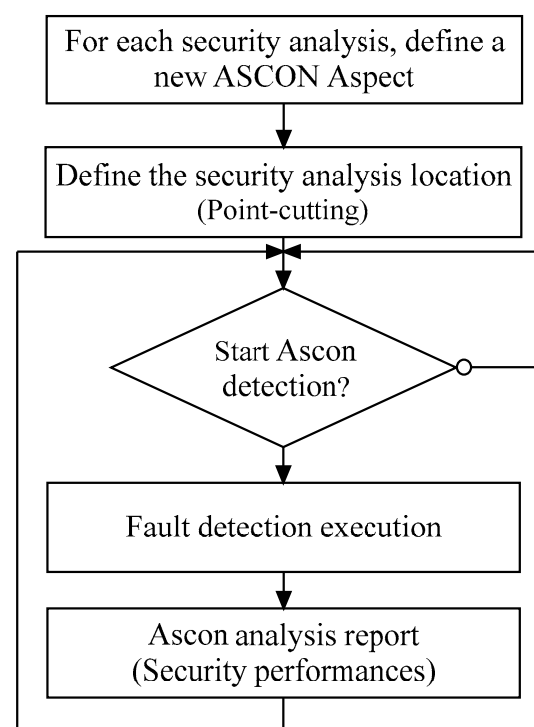 For each security analysis, define a
new ASCON Aspect
Define the security analysis location
(Point-cutting)
Start Ascon
detection?
Fault detection execution
Ascon analysis report
(Security performances)